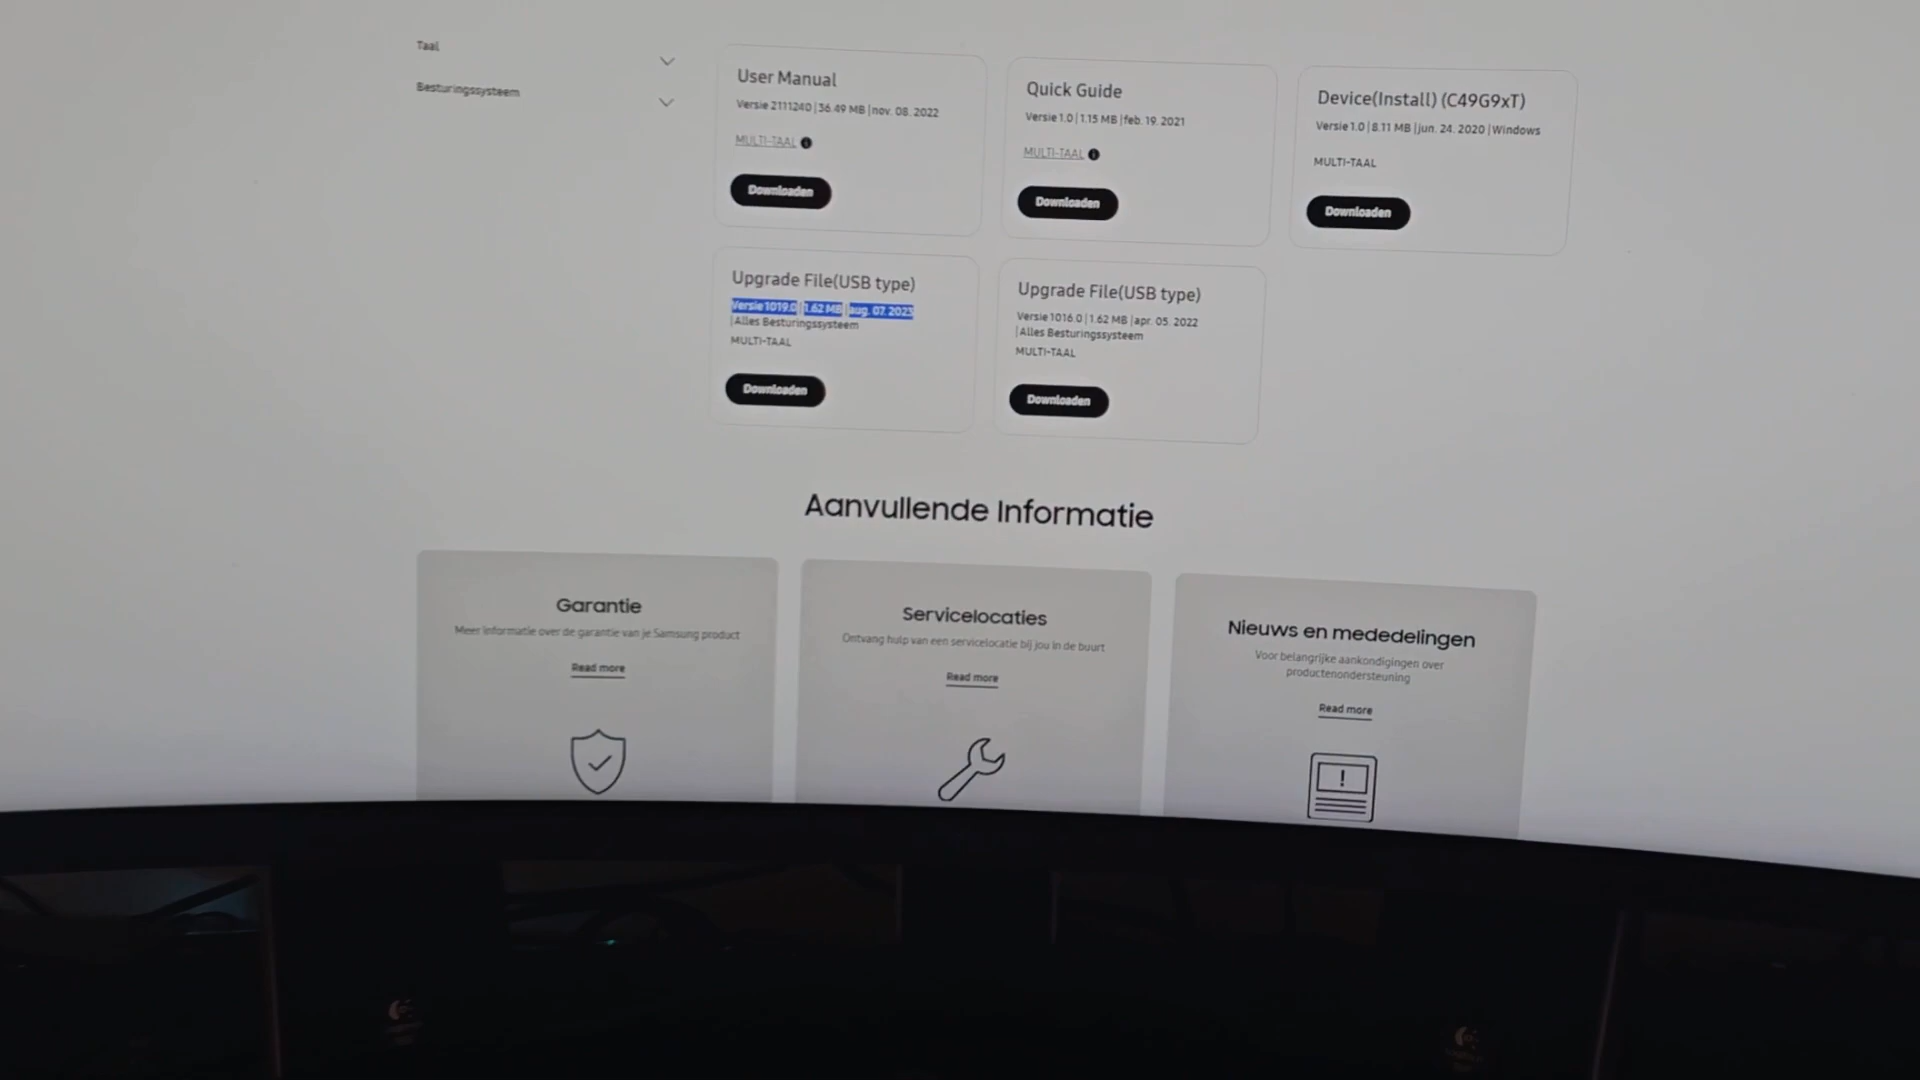 Taal
Besturingssysteem
User Manual
Versie 2111240 | 36.49 MB | nov. 08. 2022
MULTI-TAAL
Downloaden
Quick Guide
Versie 1.0 | 1.15 MB | feb. 19. 2021
MULTI-TAAL
Downloaden
Device(Install) (C49G9xT)
Versie 1.0 | 8.11 MB | jun. 24. 2020 | Windows
MULTI-TAAL
Downloaden
Upgrade File(USB type)
Versie 1019.0 | 1.62 MB | aug. 07. 2023
| Alles Besturingssysteem
MULTI-TAAL
Downloaden
Upgrade File(USB type)
Versie 1016.0 | 1.62 MB | apr. 05. 2022
| Alles Besturingssysteem
MULTI-TAAL
Downloaden
Aanvullende Informatie
Garantie
Meer informatie over de garantie van je Samsung product
Read more
Servicelocaties
Ontvang hulp van een servicelocatie bij jou in de buurt
Read more
Nieuws en mededelingen
Voor belangrijke aankondigingen over
productenondersteuning
Read more